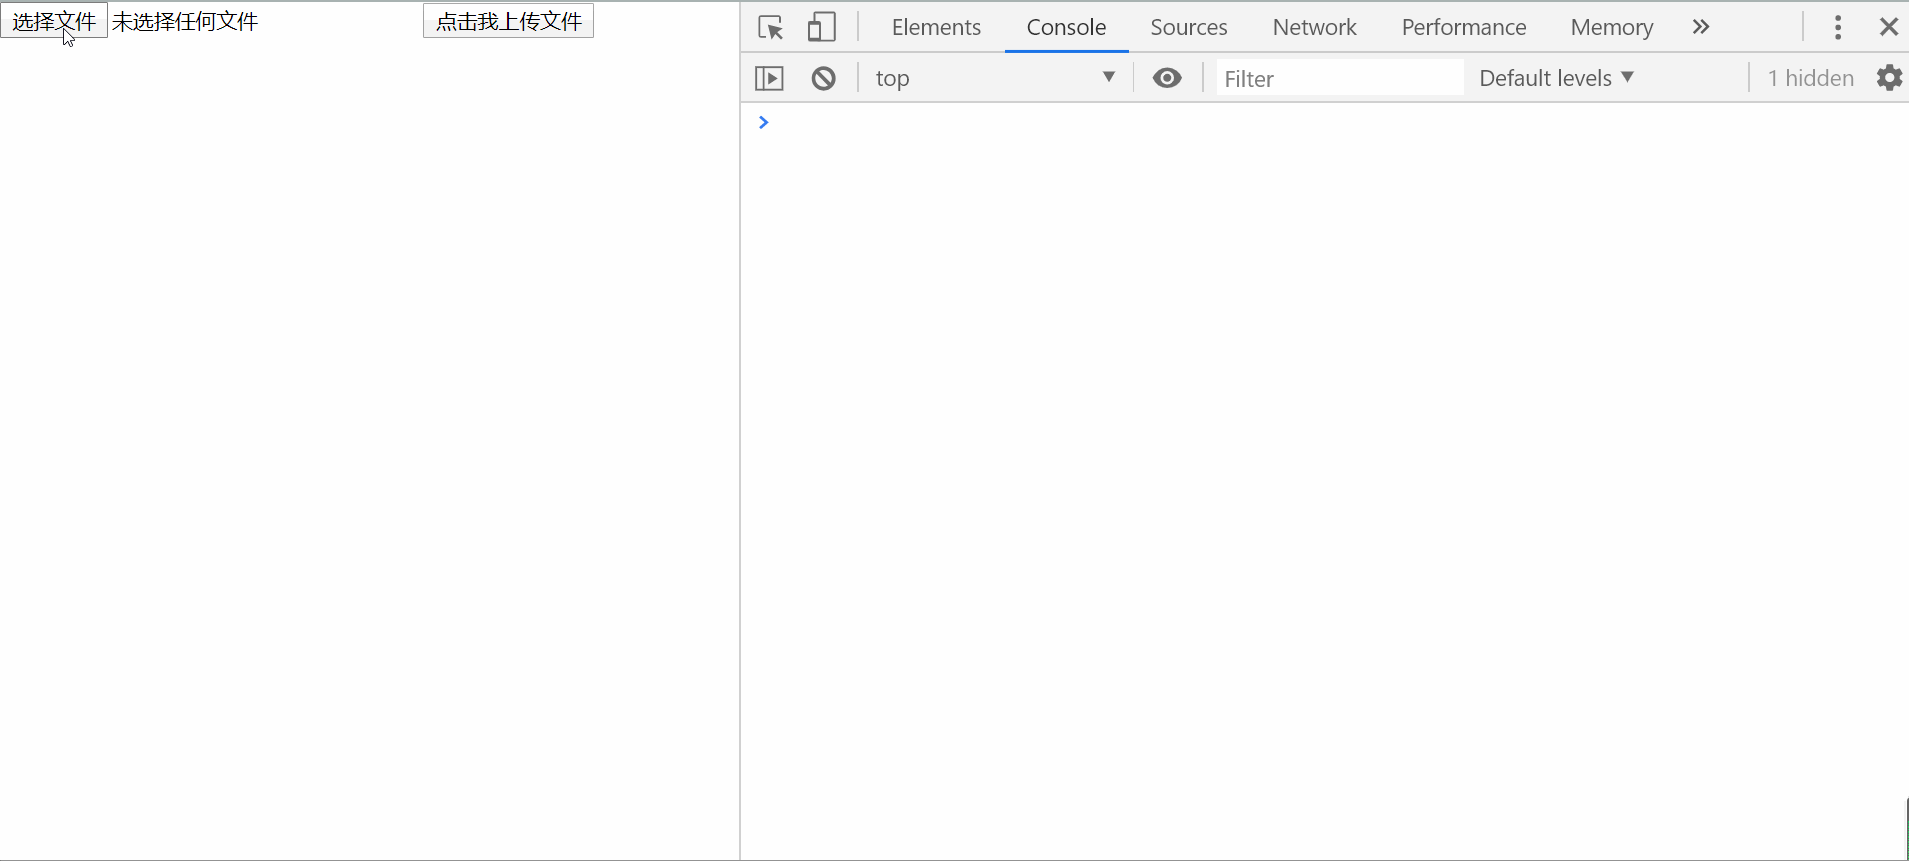 选择文件 未选择任何文件 点击我上传文件
Elements Console Sources Network Performance Memory
top Filter Default levels 1 hidden